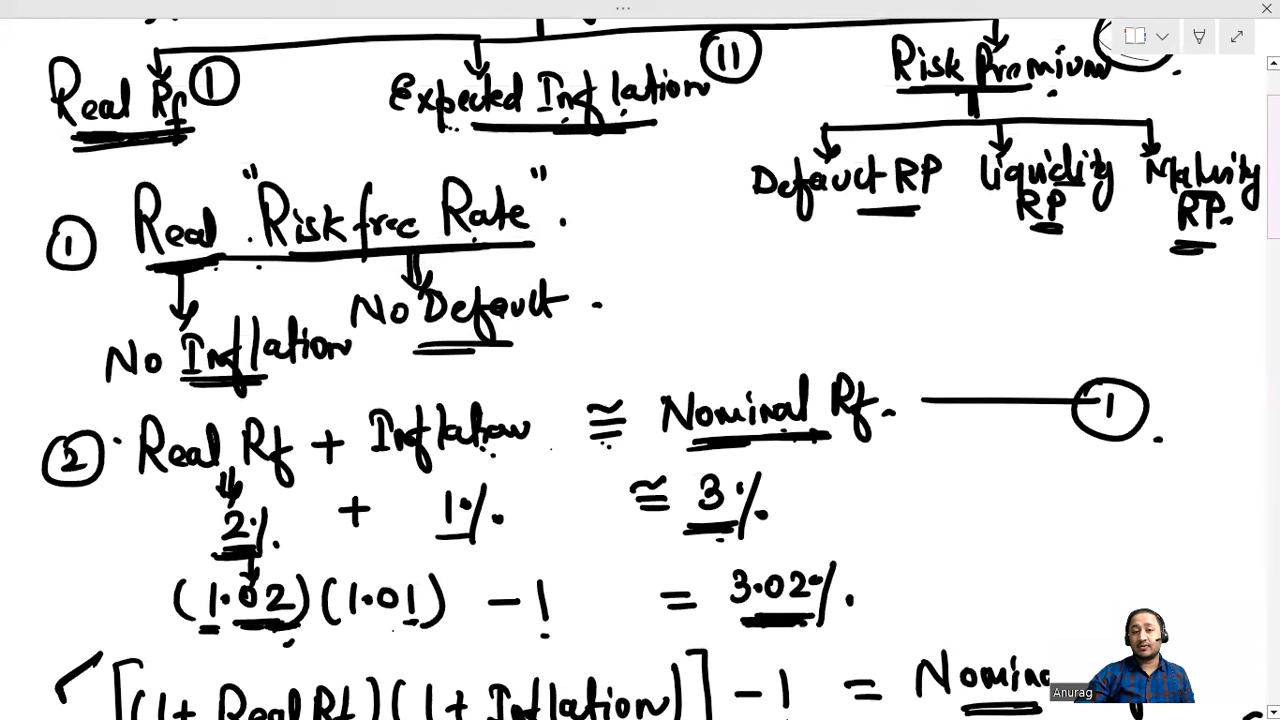 Real Rf ①
Expected Inflation ⑪
Risk Premium.
Default RP
Liquidity RP
Maturity RP.
① Real "Risk free Rate".
No Inflation
No Default.
② Real Rf + Inflation ≅ Nominal Rf. ①.
2%. + 1%. ≅ 3%.
(1.02)(1.01) - 1 = 3.02%.
[(1+ Real Rf)(1+ Inflation)] - 1 =
Anurag